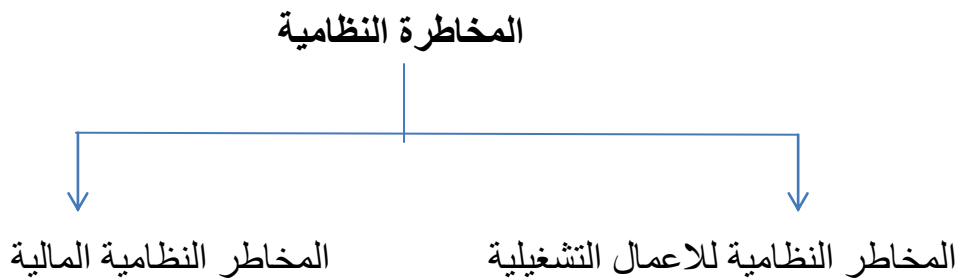 المخاطرة النظامية
المخاطر النظامية للاعمال التشغيلية
المخاطر النظامية المالية